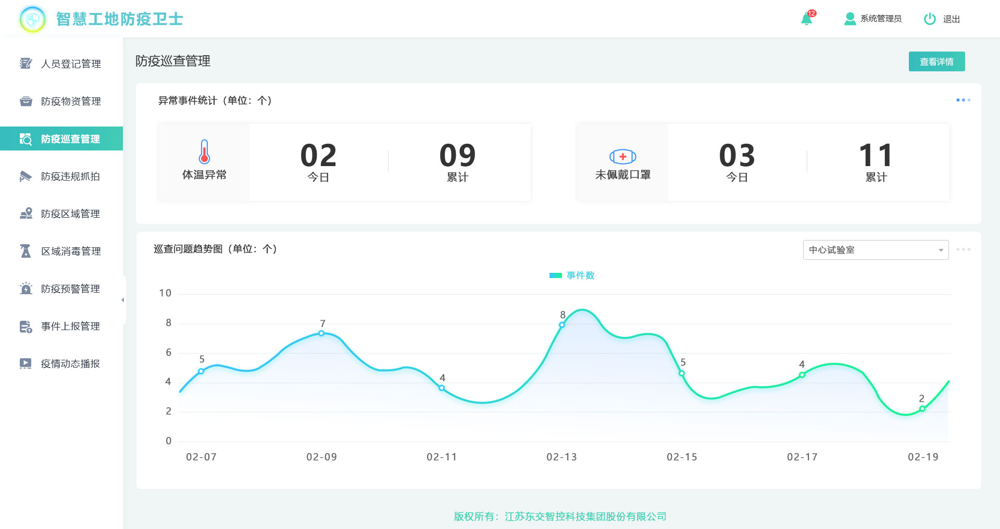 智慧工地防疫卫士
12
系统管理员
退出
人员登记管理
防疫物资管理
防疫巡查管理
防疫违规抓拍
防疫区域管理
区域消毒管理
防疫预警管理
事件上报管理
疫情动态播报
防疫巡查管理
查看详情
异常事件统计（单位：个）
体温异常
02
今日
09
累计
未佩戴口罩
03
今日
11
累计
巡查问题趋势图（单位：个）
中心试验室
事件数
10
8
6
4
2
0
5
7
4
8
5
4
2
02-07
02-09
02-11
02-13
02-15
02-17
02-19
版权所有：江苏东交智控科技集团股份有限公司